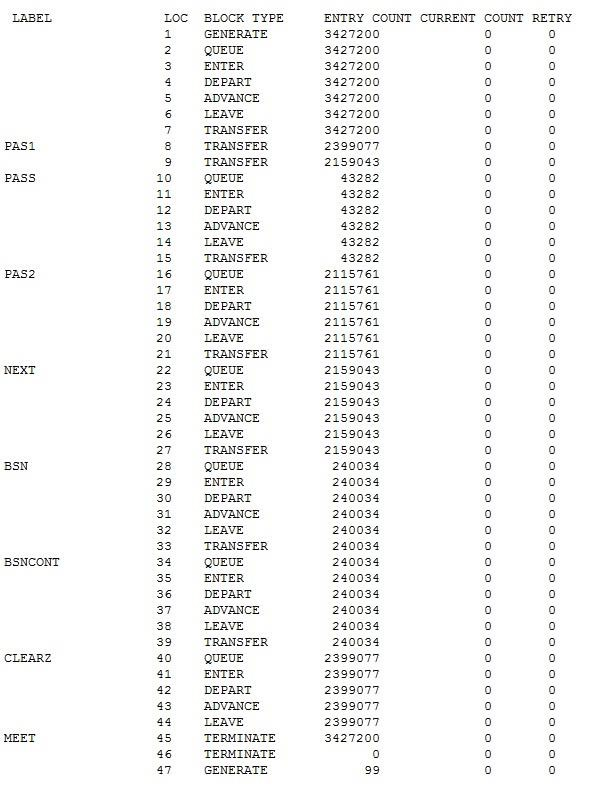 LABEL LOC BLOCK TYPE ENTRY COUNT CURRENT COUNT RETRY
1 GENERATE 3427200 0 0
2 QUEUE 3427200 0 0
3 ENTER 3427200 0 0
4 DEPART 3427200 0 0
5 ADVANCE 3427200 0 0
6 LEAVE 3427200 0 0
7 TRANSFER 3427200 0 0
PAS1 8 TRANSFER 2399077 0 0
9 TRANSFER 2159043 0 0
PASS 10 QUEUE 43282 0 0
11 ENTER 43282 0 0
12 DEPART 43282 0 0
13 ADVANCE 43282 0 0
14 LEAVE 43282 0 0
15 TRANSFER 43282 0 0
PAS2 16 QUEUE 2115761 0 0
17 ENTER 2115761 0 0
18 DEPART 2115761 0 0
19 ADVANCE 2115761 0 0
20 LEAVE 2115761 0 0
21 TRANSFER 2115761 0 0
NEXT 22 QUEUE 2159043 0 0
23 ENTER 2159043 0 0
24 DEPART 2159043 0 0
25 ADVANCE 2159043 0 0
26 LEAVE 2159043 0 0
27 TRANSFER 2159043 0 0
BSN 28 QUEUE 240034 0 0
29 ENTER 240034 0 0
30 DEPART 240034 0 0
31 ADVANCE 240034 0 0
32 LEAVE 240034 0 0
33 TRANSFER 240034 0 0
BSNCONT 34 QUEUE 240034 0 0
35 ENTER 240034 0 0
36 DEPART 240034 0 0
37 ADVANCE 240034 0 0
38 LEAVE 240034 0 0
39 TRANSFER 240034 0 0
CLEARZ 40 QUEUE 2399077 0 0
41 ENTER 2399077 0 0
42 DEPART 2399077 0 0
43 ADVANCE 2399077 0 0
44 LEAVE 2399077 0 0
MEET 45 TERMINATE 3427200 0 0
46 TERMINATE 0 0 0
47 GENERATE 99 0 0